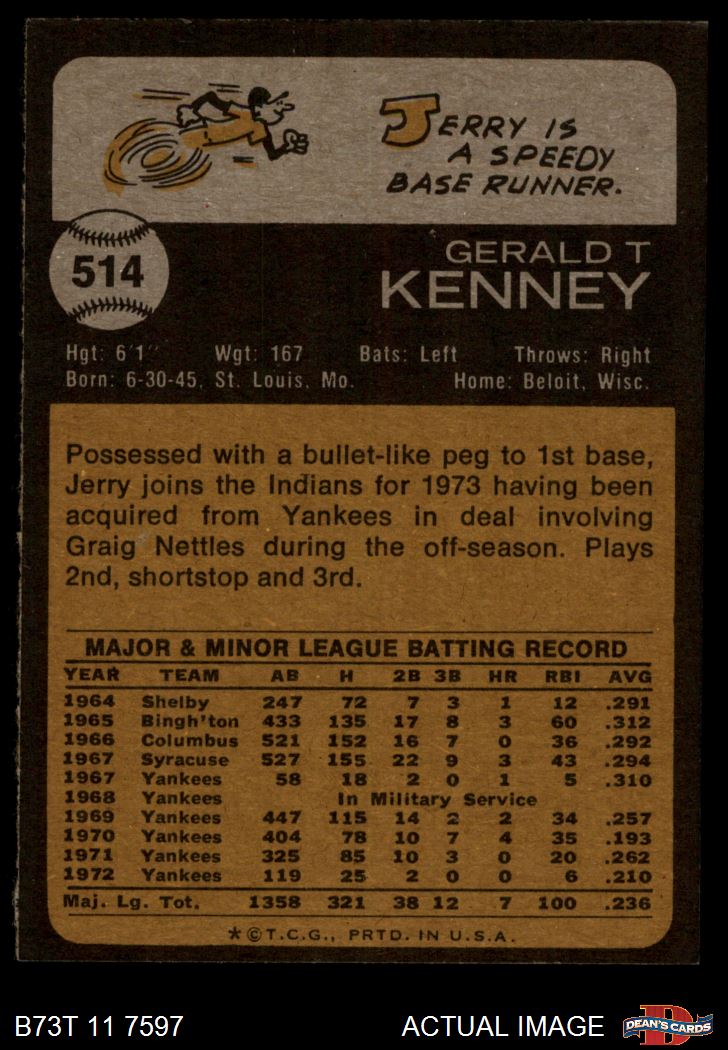 JERRY IS
A SPEEDY
BASE RUNNER.
514
GERALD T
KENNEY
Hgt: 6'1" Wgt: 167 Bats: Left Throws: Right
Born: 6-30-45, St. Louis, Mo. Home: Beloit, Wisc.
Possessed with a bullet-like peg to 1st base,
Jerry joins the Indians for 1973 having been
acquired from Yankees in deal involving
Graig Nettles during the off-season. Plays
2nd, shortstop and 3rd.
MAJOR & MINOR LEAGUE BATTING RECORD
YEAR TEAM AB H 2B 3B HR RBI AVG
1964 Shelby 247 72 7 3 1 12 .291
1965 Bingh'ton 433 135 17 8 3 60 .312
1966 Columbus 521 152 16 7 0 36 .292
1967 Syracuse 527 155 22 9 3 43 .294
1967 Yankees 58 18 2 0 1 5 .310
1968 Yankees In Military Service
1969 Yankees 447 115 14 2 2 34 .257
1970 Yankees 404 78 10 7 4 35 .193
1971 Yankees 325 85 10 3 0 20 .262
1972 Yankees 119 25 2 0 0 6 .210
Maj. Lg. Tot. 1358 321 38 12 7 100 .236
*©T.C.G., PRTD. IN U.S.A.
B73T 11 7597 ACTUAL IMAGE D DEAN'S CARDS